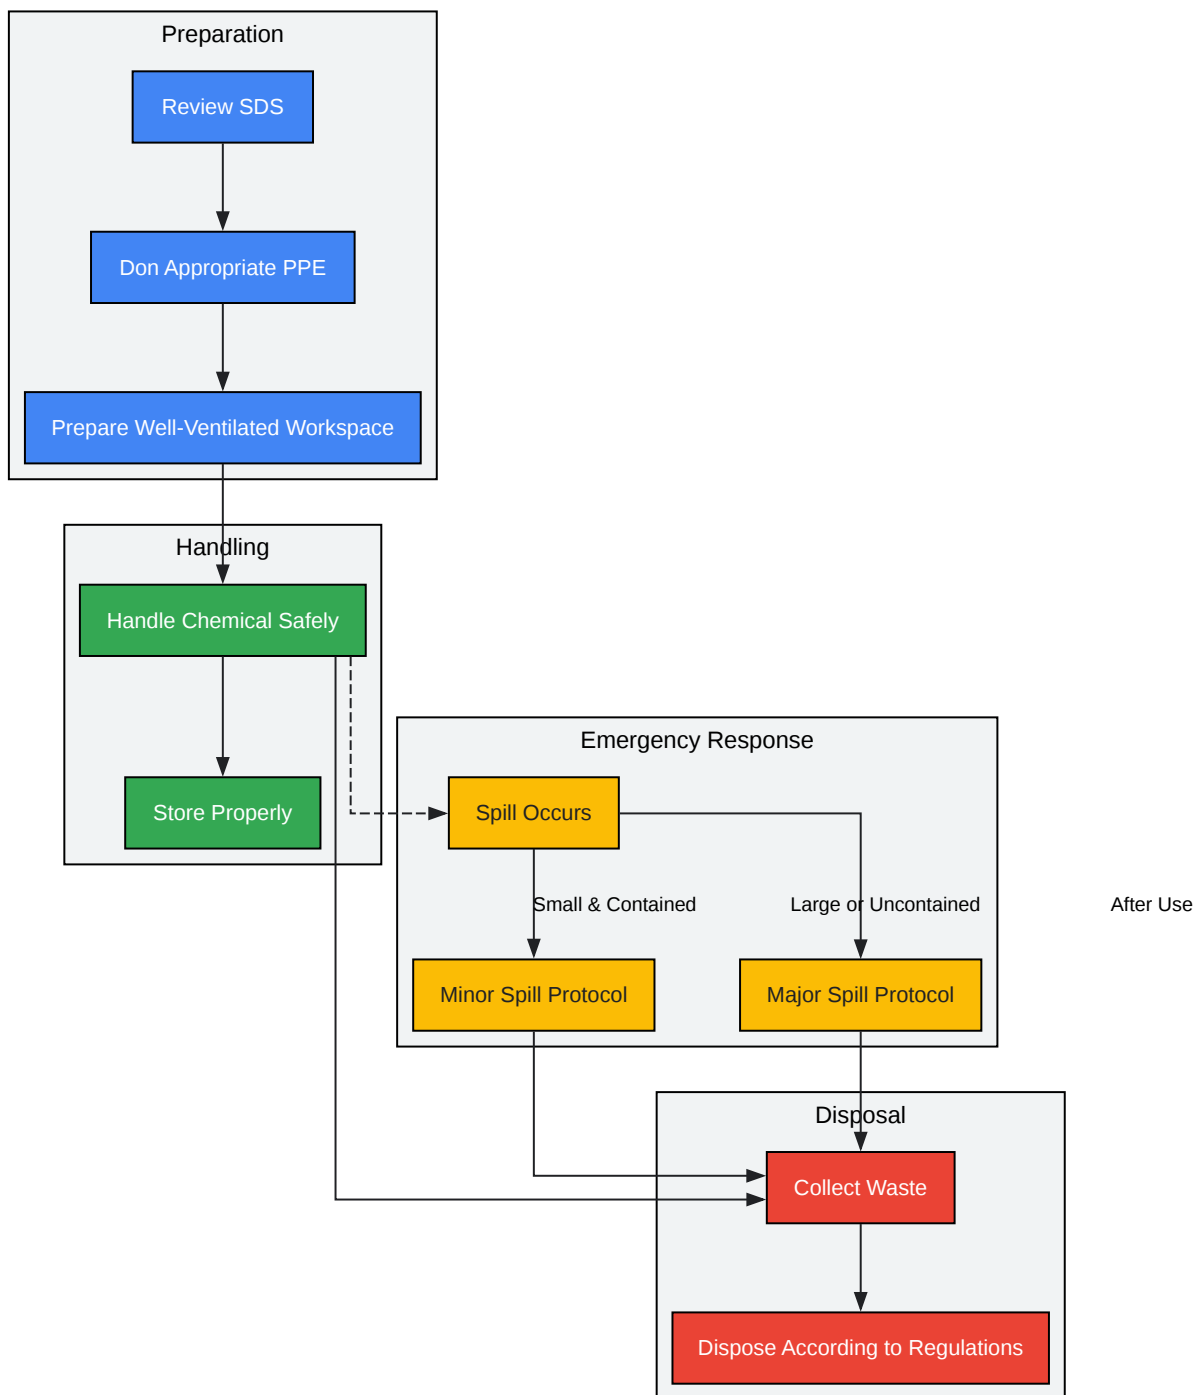 Preparation
Review SDS
Don Appropriate PPE
Prepare Well-Ventilated Workspace
Handling
Handle Chemical Safely
Store Properly
Emergency Response
Spill Occurs
Small & Contained
Large or Uncontained
After Use
Minor Spill Protocol
Major Spill Protocol
Disposal
Collect Waste
Dispose According to Regulations